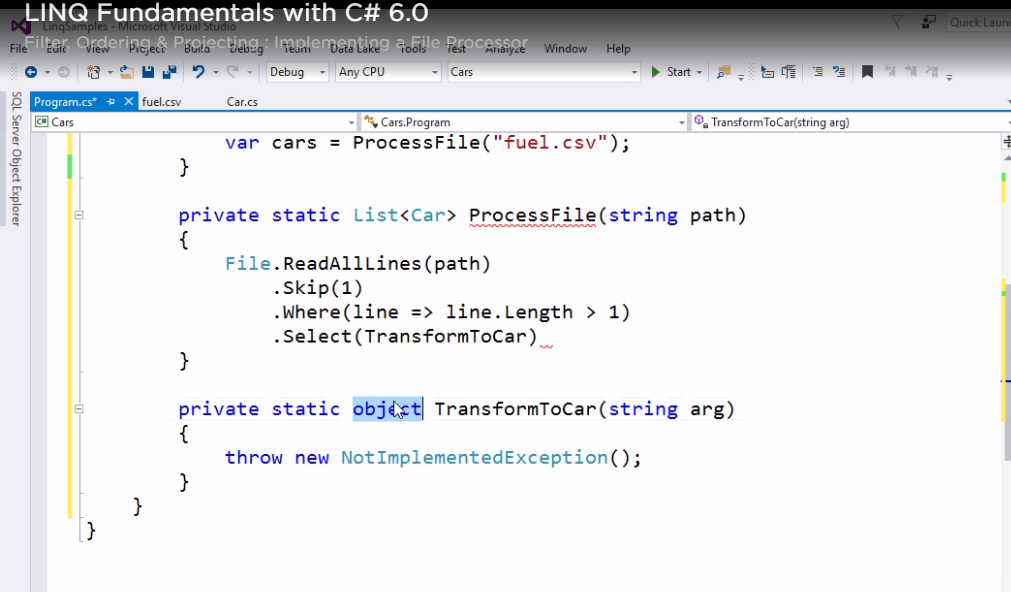 LINQ Fundamentals with C# 6.0
LinqSamples - Microsoft Visual Studio
Quick Laun
Filter, Ordering & Projecting : Implementing a File Processor
File Edit View Project Build Debug Team Data Lake Tools Test Analyze Window Help
Debug Any CPU Cars Start
Program.cs* fuel.csv Car.cs
Cars Cars.Program TransformToCar(string arg)
SQL Server Object Explorer
var cars = ProcessFile("fuel.csv");
}
private static List<Car> ProcessFile(string path)
{
File.ReadAllLines(path)
.Skip(1)
.Where(line => line.Length > 1)
.Select(TransformToCar)
}
private static object TransformToCar(string arg)
{
throw new NotImplementedException();
}
}
}